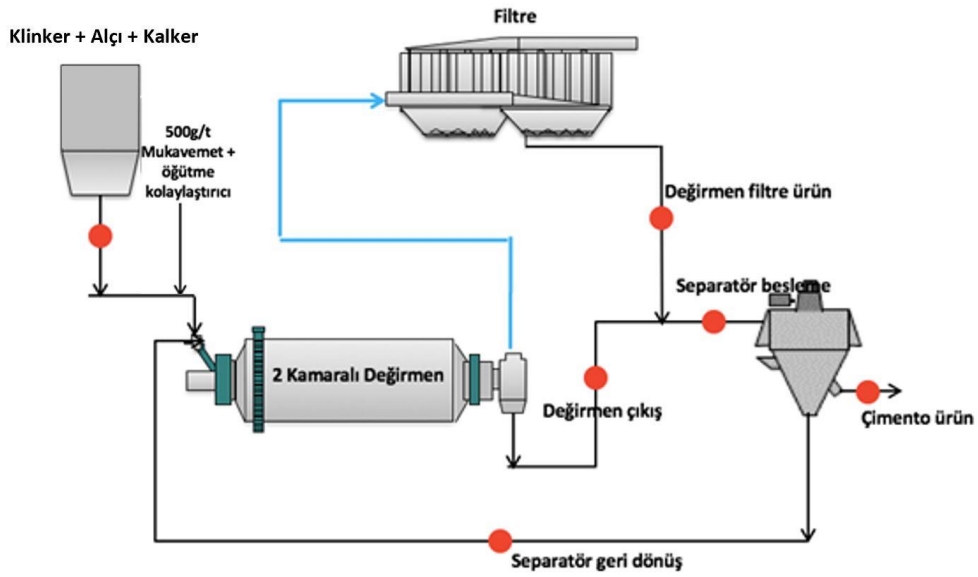 Filtre
Klinker + Alçı + Kalker
500g/t
Mukavemet +
öğütme
kolaylaştırıcı
Değirmen filtre ürün
Separatör besleme
2 Kamaralı Değirmen
Değirmen çıkış
Çimento ürün
Separatör geri dönüş